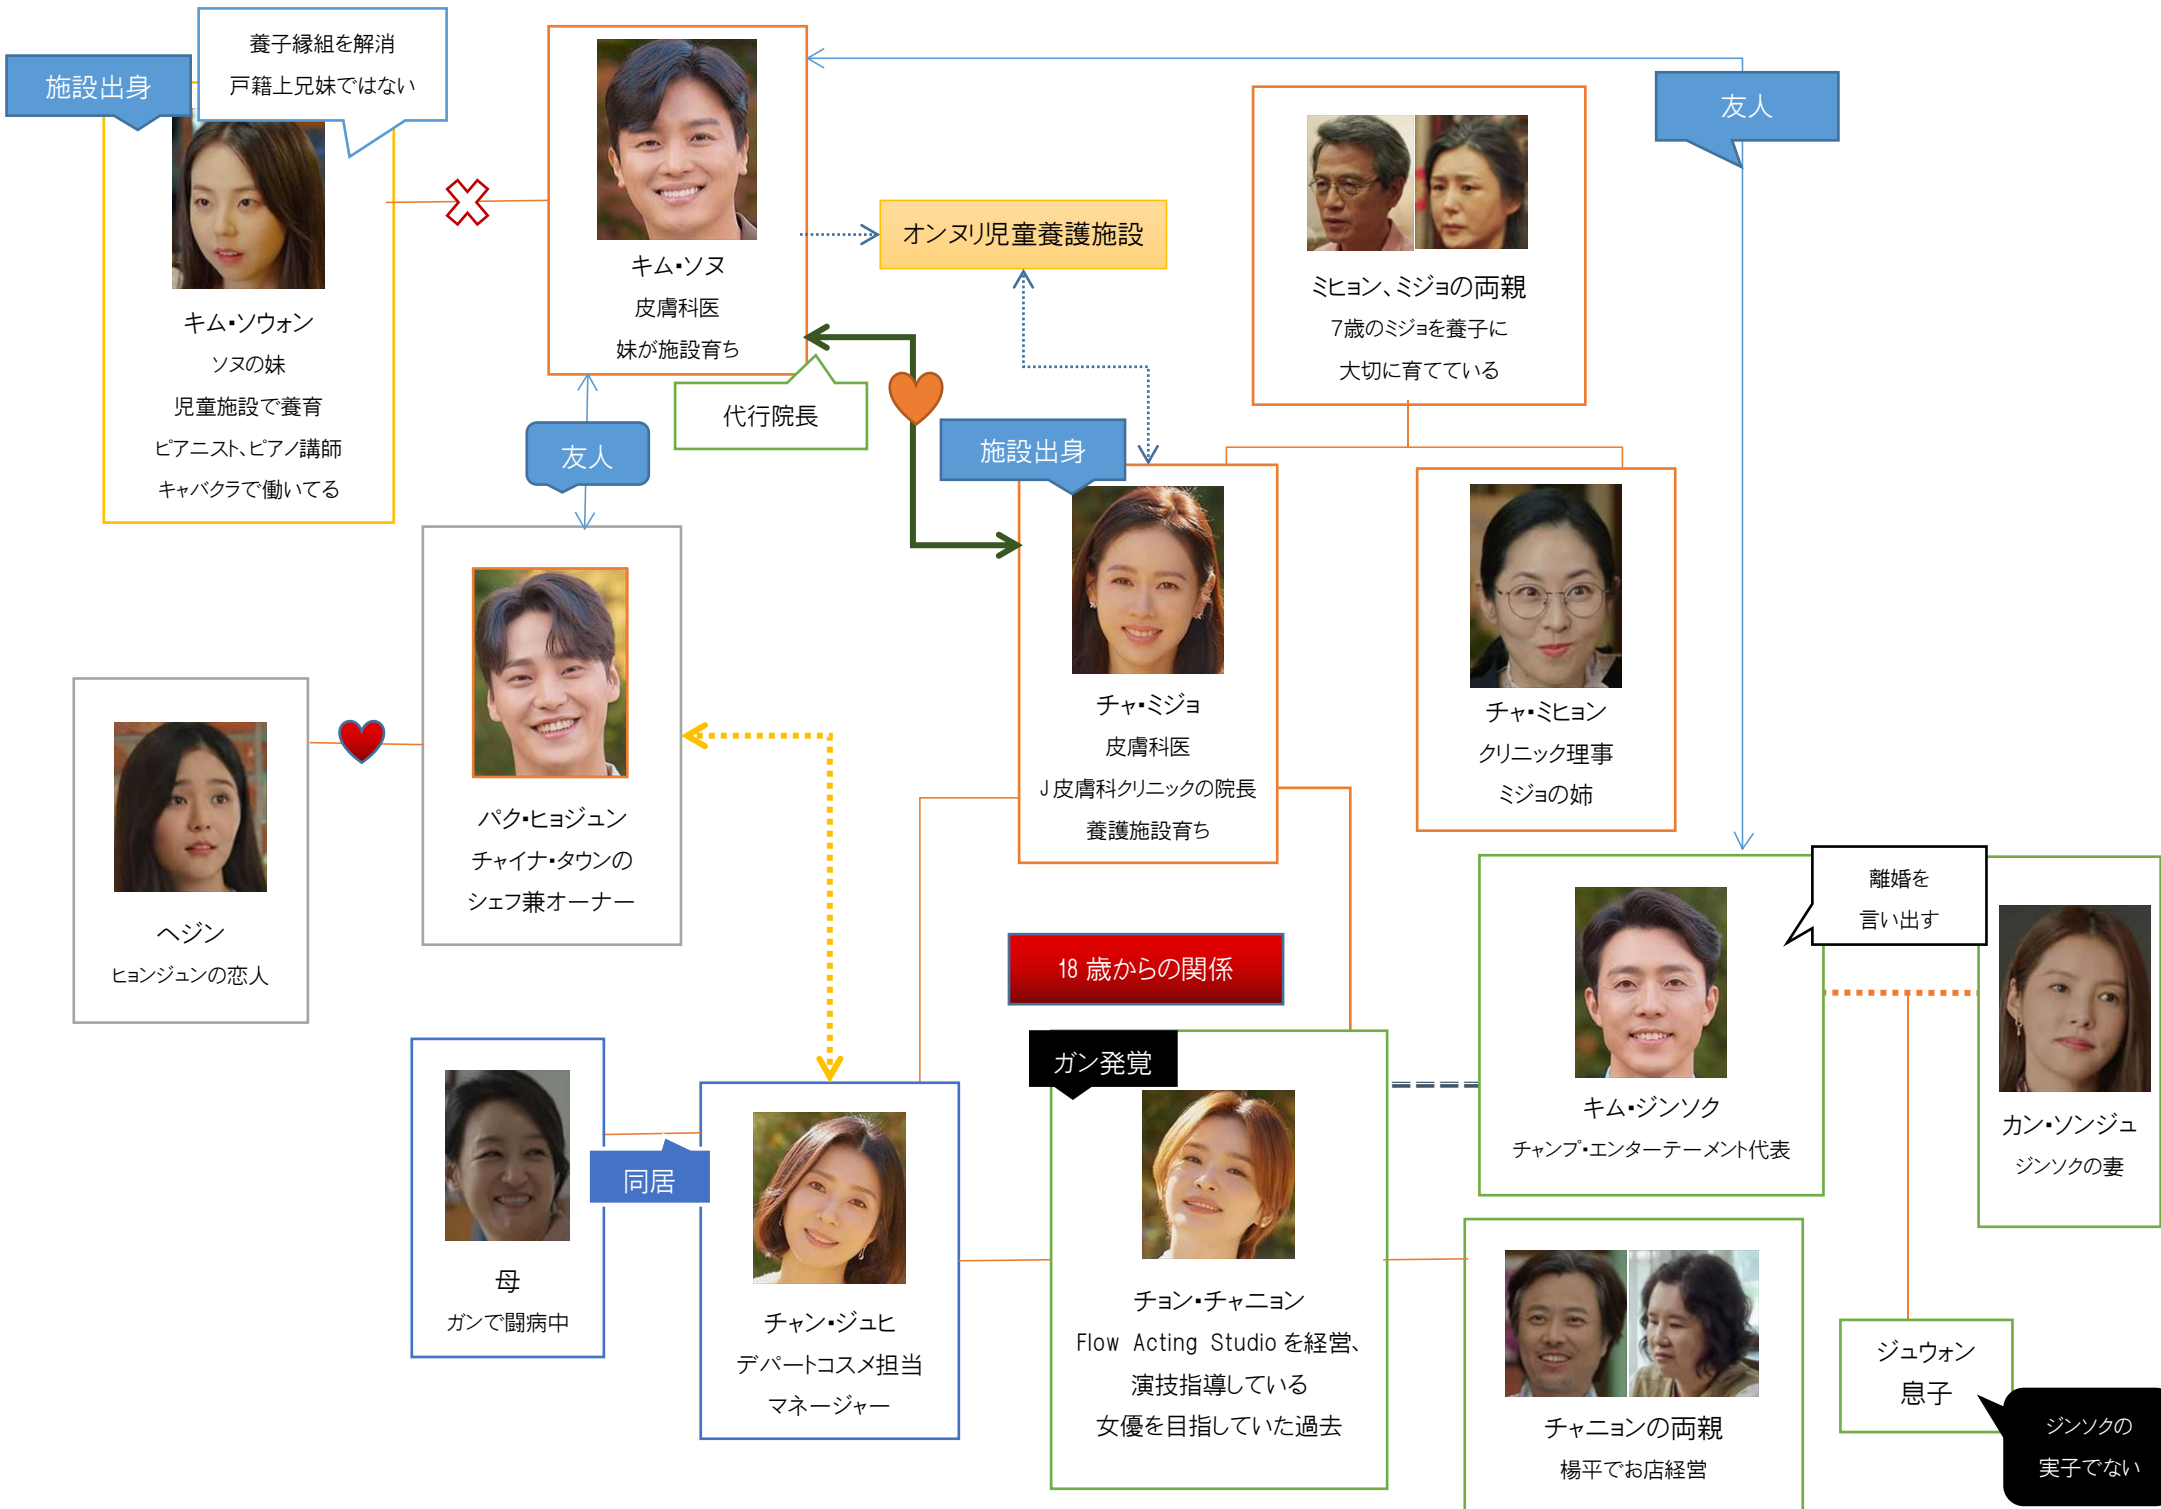 養子縁組を解消
戸籍上兄妹ではない
施設出身
キム・ソウォン
ソヌの妹
児童施設で養育
ピアニスト、ピアノ講師
キャバクラで働いてる
キム・ソヌ
皮膚科医
妹が施設育ち
代行院長
友人
オンヌリ児童養護施設
ミヒョン、ミジョの両親
7歳のミジョを養子に
大切に育てている
友人
施設出身
チャ・ミジョ
皮膚科医
J皮膚科クリニックの院長
養護施設育ち
チャ・ミヒョン
クリニック理事
ミジョの姉
パク・ヒョジュン
チャイナ・タウンの
シェフ兼オーナー
ヘジン
ヒョンジュンの恋人
18歳からの関係
離婚を
言い出す
キム・ジンソク
チャンプ・エンターテーメント代表
カン・ソンジュ
ジンソクの妻
母
ガンで闘病中
同居
チャン・ジュヒ
デパートコスメ担当
マネージャー
ガン発覚
チョン・チャニョン
Flow Acting Studioを経営、
演技指導している
女優を目指していた過去
チャニョンの両親
楊平でお店経営
ジュウォン
息子
ジンソクの
実子でない